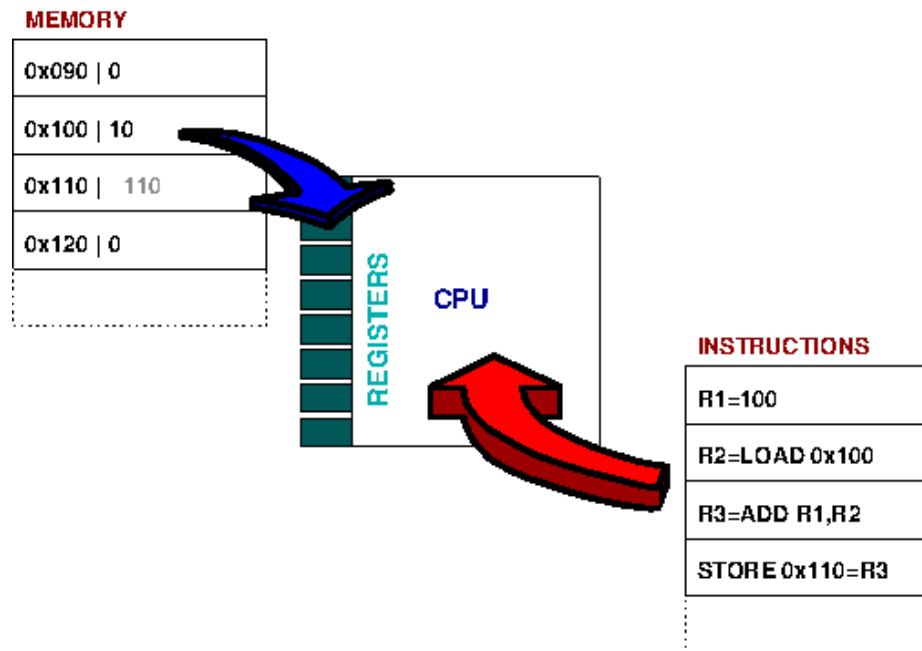 MEMORY
0x090 | 0
0x100 | 10
0x110 | 110
0x120 | 0
REGISTERS
CPU
INSTRUCTIONS
R1=100
R2=LOAD 0x100
R3=ADD R1,R2
STORE 0x110=R3